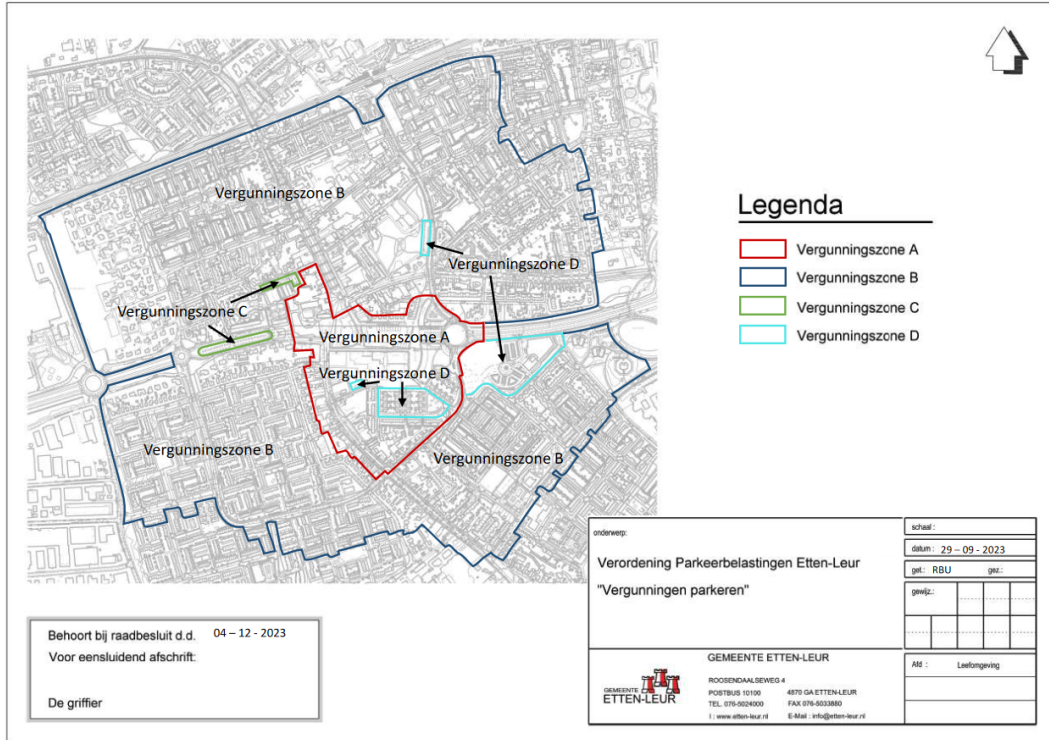 Vergunningszone B
Vergunningszone D
Vergunningszone C
Vergunningszone A
Vergunningszone D
Vergunningszone B
Vergunningszone B
Legenda
Vergunningszone A
Vergunningszone B
Vergunningszone C
Vergunningszone D
Behoort bij raadbesluit d.d. 04 – 12 - 2023
Voor eensluidend afschrift:
De griffier
onderwerp:
Verordening Parkeerbelastingen Etten-Leur
"Vergunningen parkeren"
schaal :
datum : 29 – 09 - 2023
get.: RBU gez.:
gewijz.:
GEMEENTE
ETTEN-LEUR
GEMEENTE ETTEN-LEUR
ROOSENDAALSEWEG 4
POSTBUS 10100 4870 GA ETTEN-LEUR
TEL. 076-5024000 FAX 076-5033880
I : www.etten-leur.nl E-Mail : info@etten-leur.nl
Afd : Leefomgeving